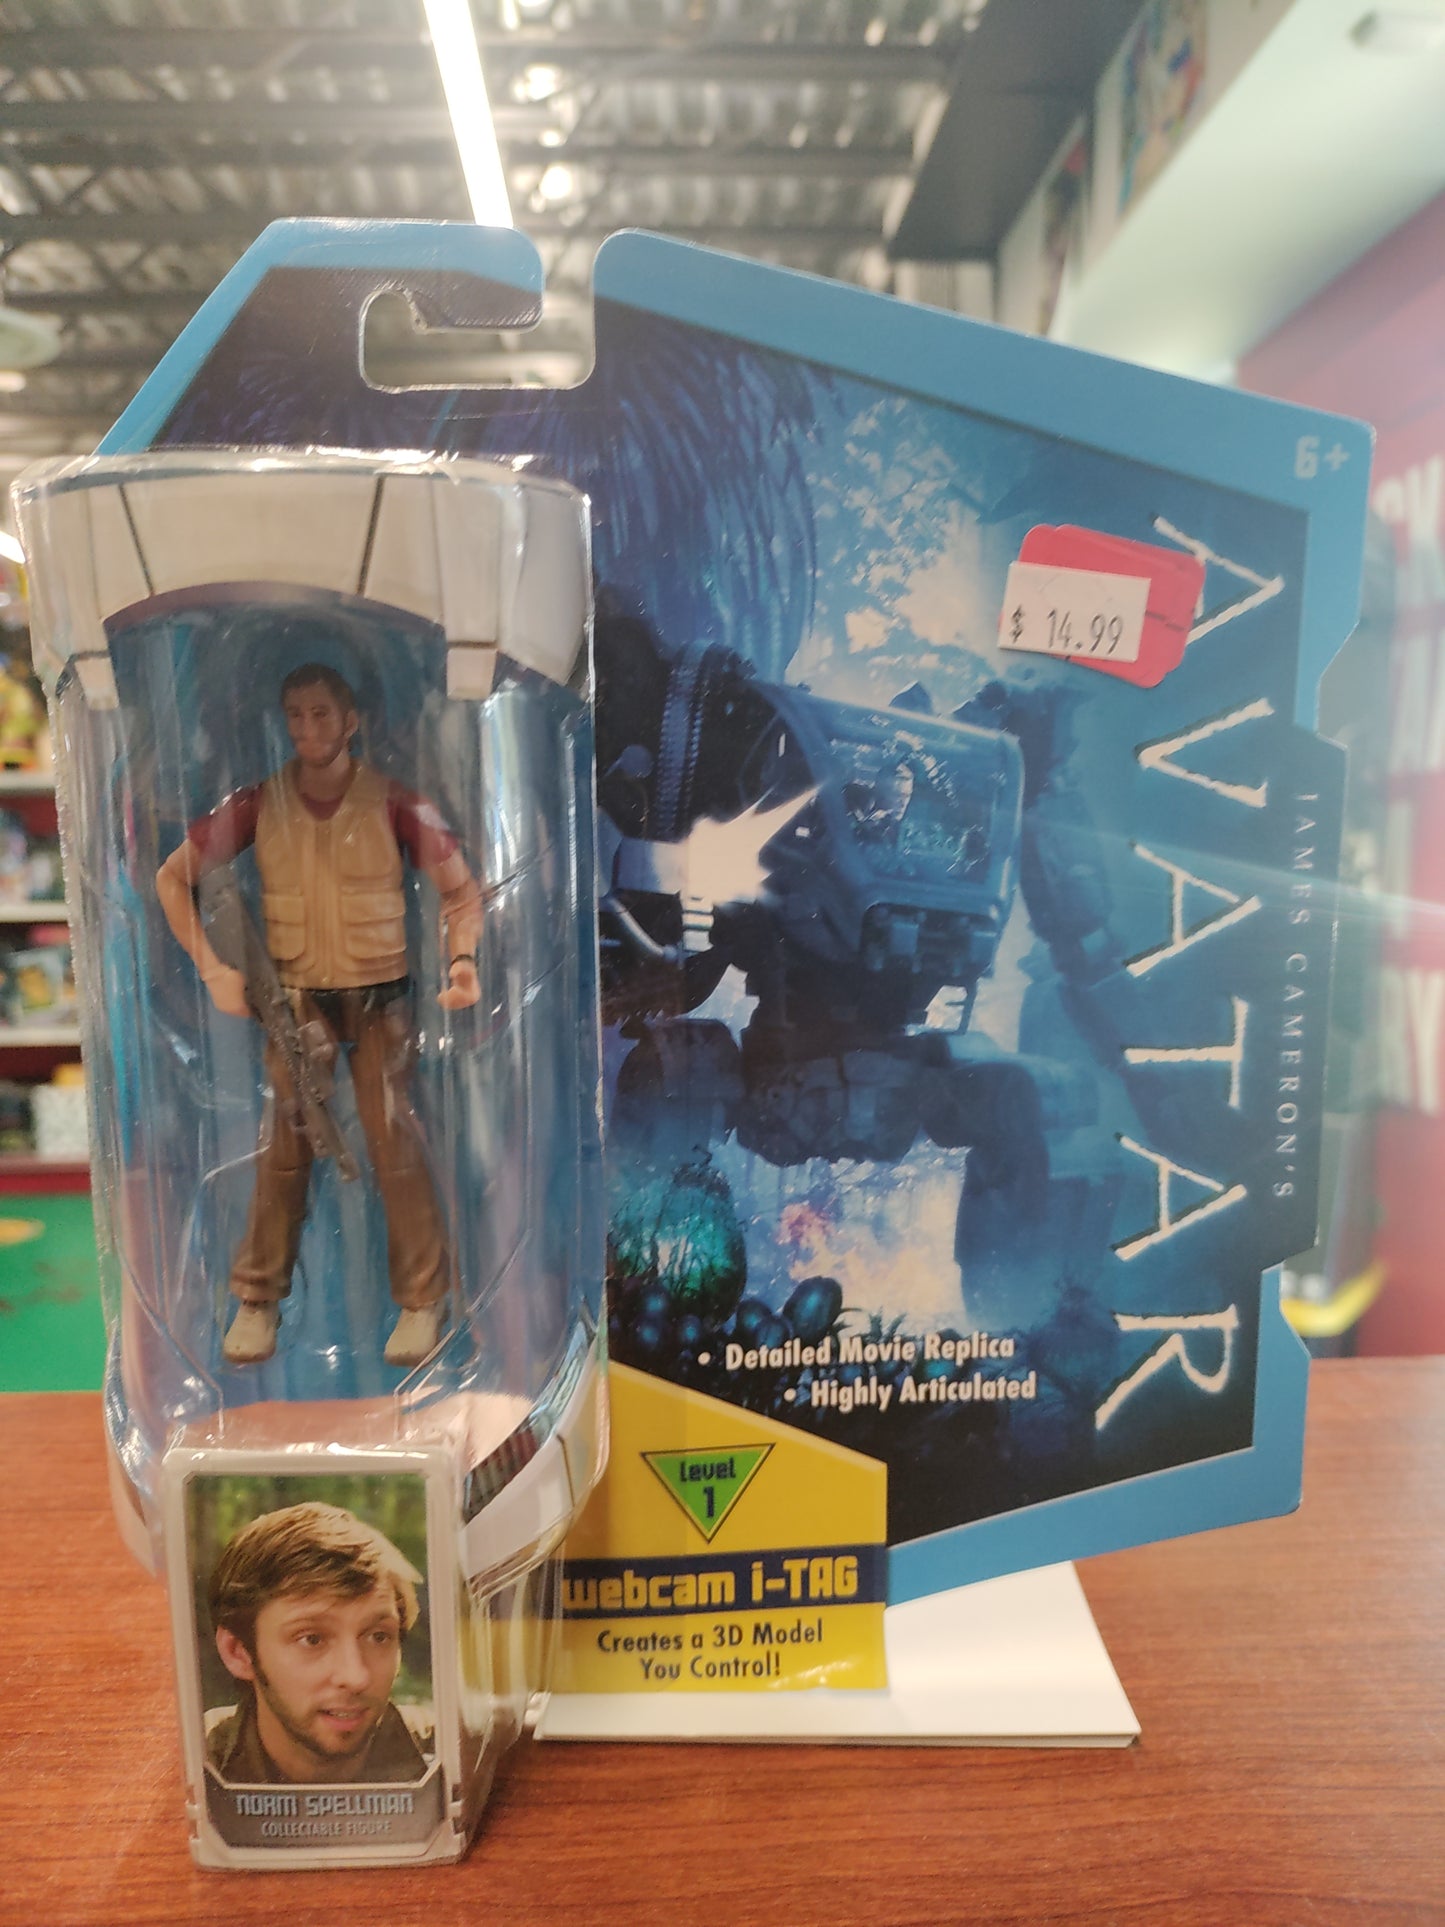 6+
$ 14.99
JAMES CAMERON'S
AVATAR
• Detailed Movie Replica
• Highly Articulated
Level
1
webcam i-TAG
Creates a 3D Model
You Control!
NORM SPELLMAN
COLLECTABLE FIGURE